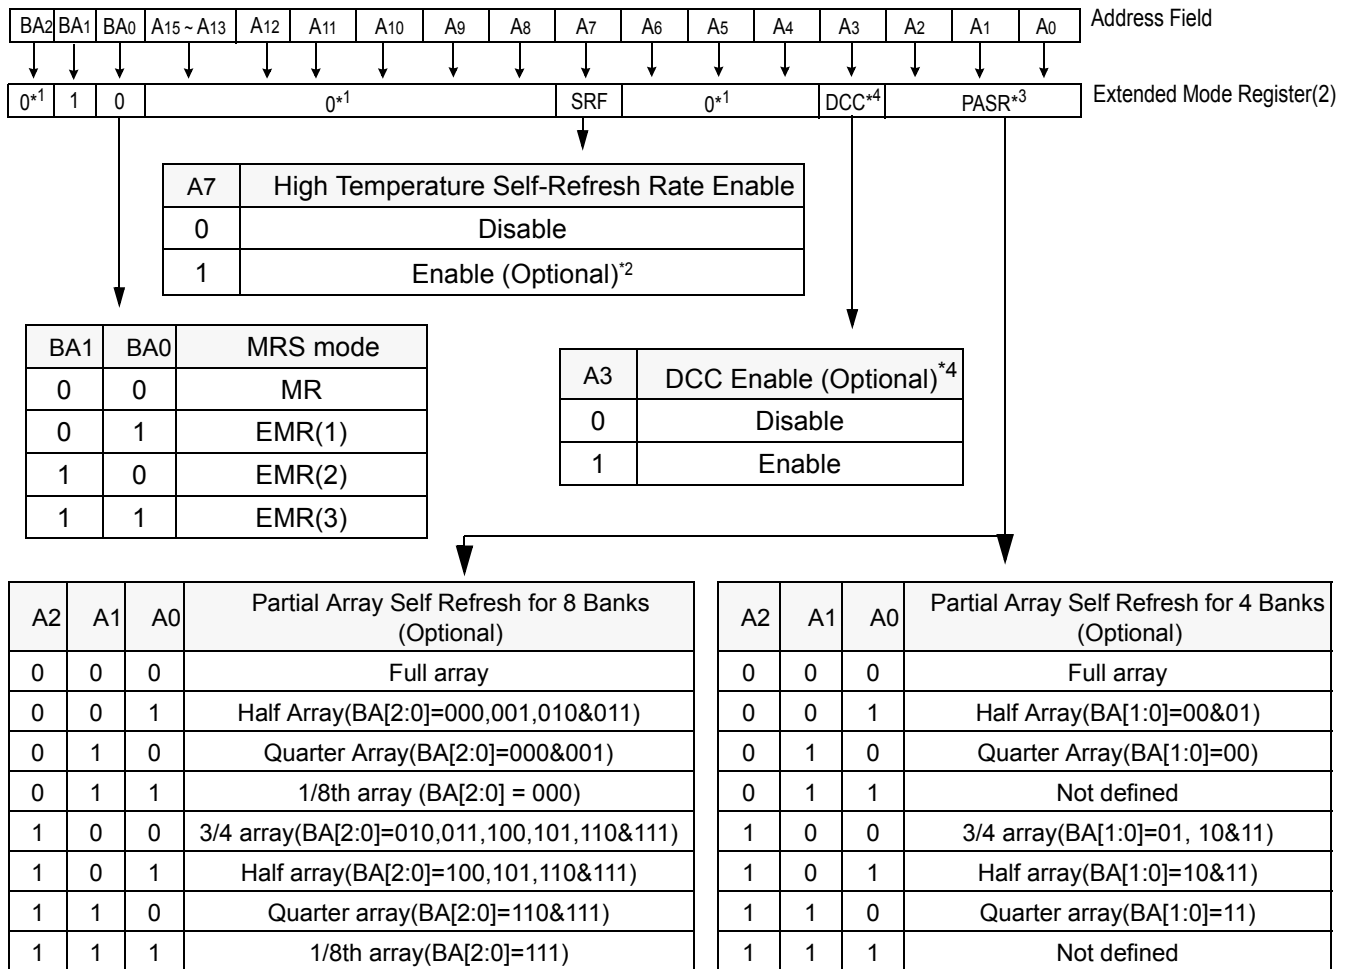 BA2 BA1 BA0 A15 ~ A13 A12 A11 A10 A9 A8 A7 A6 A5 A4 A3 A2 A1 A0 Address Field
0*1 1 0 0*1 SRF 0*1 DCC*4 PASR*3 Extended Mode Register(2)
A7 High Temperature Self-Refresh Rate Enable
0 Disable
1 Enable (Optional)*2
BA1 BA0 MRS mode
0 0 MR
0 1 EMR(1)
1 0 EMR(2)
1 1 EMR(3)
A3 DCC Enable (Optional)*4
0 Disable
1 Enable
A2 A1 A0 Partial Array Self Refresh for 8 Banks
(Optional)
0 0 0 Full array
0 0 1 Half Array(BA[2:0]=000,001,010&011)
0 1 0 Quarter Array(BA[2:0]=000&001)
0 1 1 1/8th array (BA[2:0] = 000)
1 0 0 3/4 array(BA[2:0]=010,011,100,101,110&111)
1 0 1 Half array(BA[2:0]=100,101,110&111)
1 1 0 Quarter array(BA[2:0]=110&111)
1 1 1 1/8th array(BA[2:0]=111)
A2 A1 A0 Partial Array Self Refresh for 4 Banks
(Optional)
0 0 0 Full array
0 0 1 Half Array(BA[1:0]=00&01)
0 1 0 Quarter Array(BA[1:0]=00)
0 1 1 Not defined
1 0 0 3/4 array(BA[1:0]=01, 10&11)
1 0 1 Half array(BA[1:0]=10&11)
1 1 0 Quarter array(BA[1:0]=11)
1 1 1 Not defined